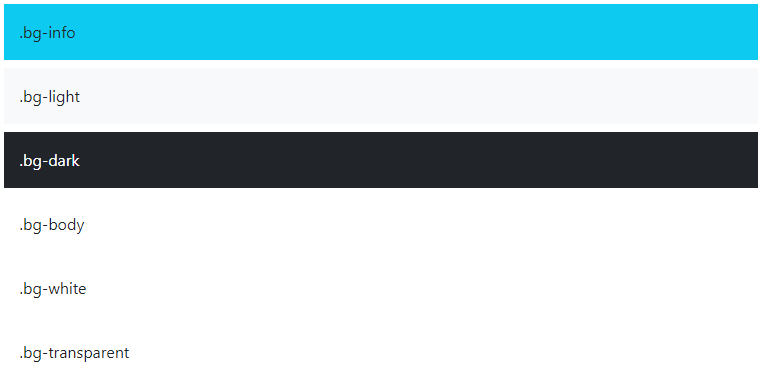 .bg-info
.bg-light
.bg-dark
.bg-body
.bg-white
.bg-transparent